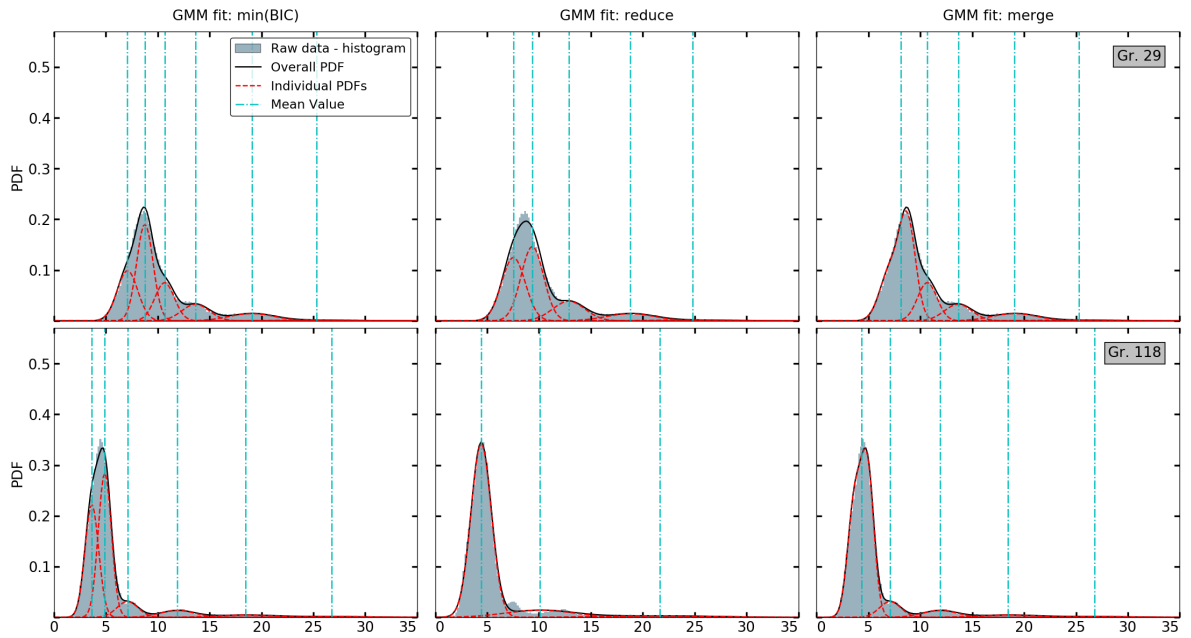 GMM fit: min(BIC)
GMM fit: reduce
GMM fit: merge
Raw data - histogram
Overall PDF
Individual PDFs
Mean Value
Gr. 29
PDF
0.5
0.4
0.3
0.2
0.1
Gr. 118
PDF
0.5
0.4
0.3
0.2
0.1
0 5 10 15 20 25 30 35
0 5 10 15 20 25 30 35
0 5 10 15 20 25 30 35